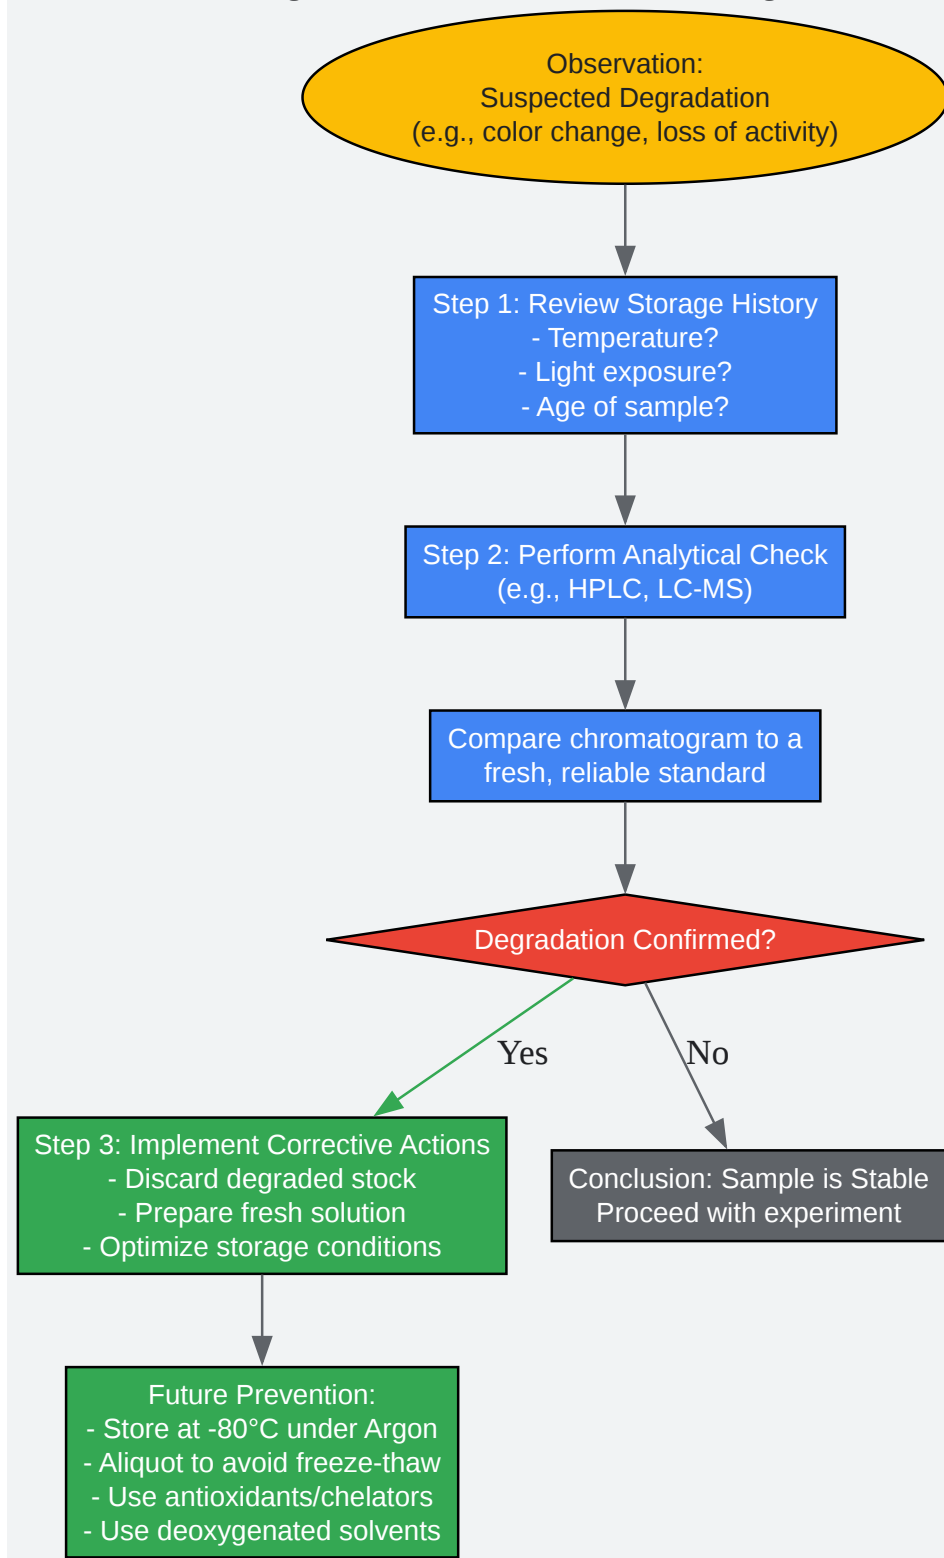 Observation:
Suspected Degradation
(e.g., color change, loss of activity)
Step 1: Review Storage History
- Temperature?
- Light exposure?
- Age of sample?
Step 2: Perform Analytical Check
(e.g., HPLC, LC-MS)
Compare chromatogram to a
fresh, reliable standard
Degradation Confirmed?
Yes
No
Step 3: Implement Corrective Actions
- Discard degraded stock
- Prepare fresh solution
- Optimize storage conditions
Conclusion: Sample is Stable
Proceed with experiment
Future Prevention:
- Store at -80°C under Argon
- Aliquot to avoid freeze-thaw
- Use antioxidants/chelators
- Use deoxygenated solvents